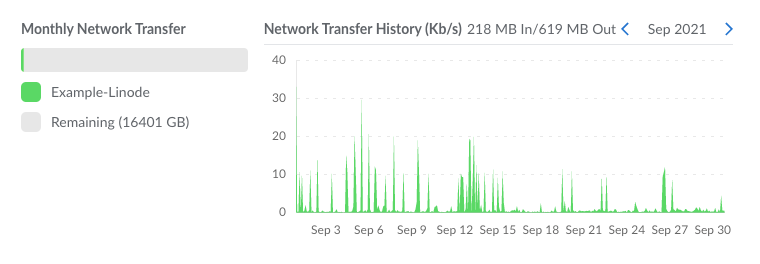 Monthly Network Transfer
Example-Linode
Remaining (16401 GB)
Network Transfer History (Kb/s) 218 MB In/619 MB Out Sep 2021
40
30
20
10
0
Sep 3 Sep 6 Sep 9 Sep 12 Sep 15 Sep 18 Sep 21 Sep 24 Sep 27 Sep 30